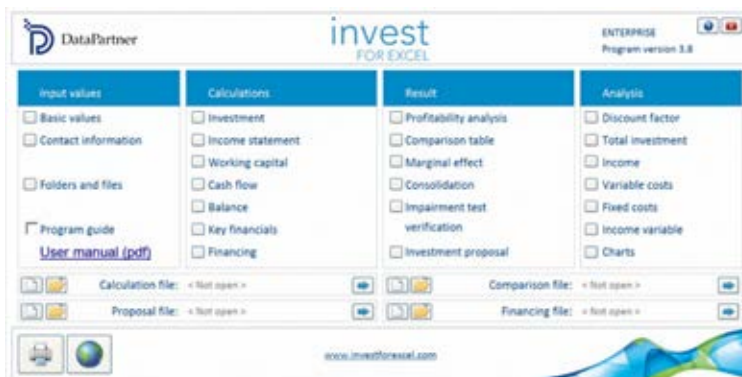 DataPartner
invest
FOR EXCEL
ENTERPRISE
Program version 3.8
Input values
Basic values
Contact information
Folders and files
Program guide
User manual (pdf)
Calculations
Investment
Income statement
Working capital
Cash flow
Balance
Key financials
Financing
Result
Profitability analysis
Comparison table
Marginal effect
Consolidation
Impairment test
verification
Investment proposal
Analysis
Discount factor
Total investment
Income
Variable costs
Fixed costs
Income variable
Charts
Calculation file: < Not open >
Comparison file: < Not open >
Proposal file: < Not open >
Financing file: < Not open >
www.investforexcel.com